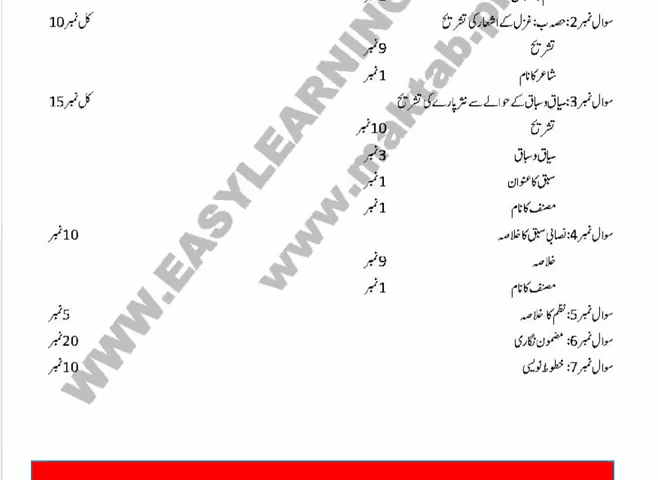 سوال نمبر2: حصہ ب: غزل کے اشعار کی تشریح کل نمبر10
تشریح 9نمبر
شاعر کا نام 1نمبر
سوال نمبر3: سیاق و سباق کے حوالے سے نثر پارے کی تشریح کل نمبر15
تشریح 10نمبر
سیاق و سباق 3نمبر
سبق کا عنوان 1نمبر
مصنف کا نام 1نمبر
سوال نمبر4: نصابی سبق کا خلاصہ 10نمبر
خلاصہ 9نمبر
مصنف کا نام 1نمبر
سوال نمبر5: نظم کا خلاصہ 5نمبر
سوال نمبر6: مضمون نگاری 20نمبر
سوال نمبر7: خطوط نویسی 10نمبر
WWW.EASYLEARNING
www.maktab.p